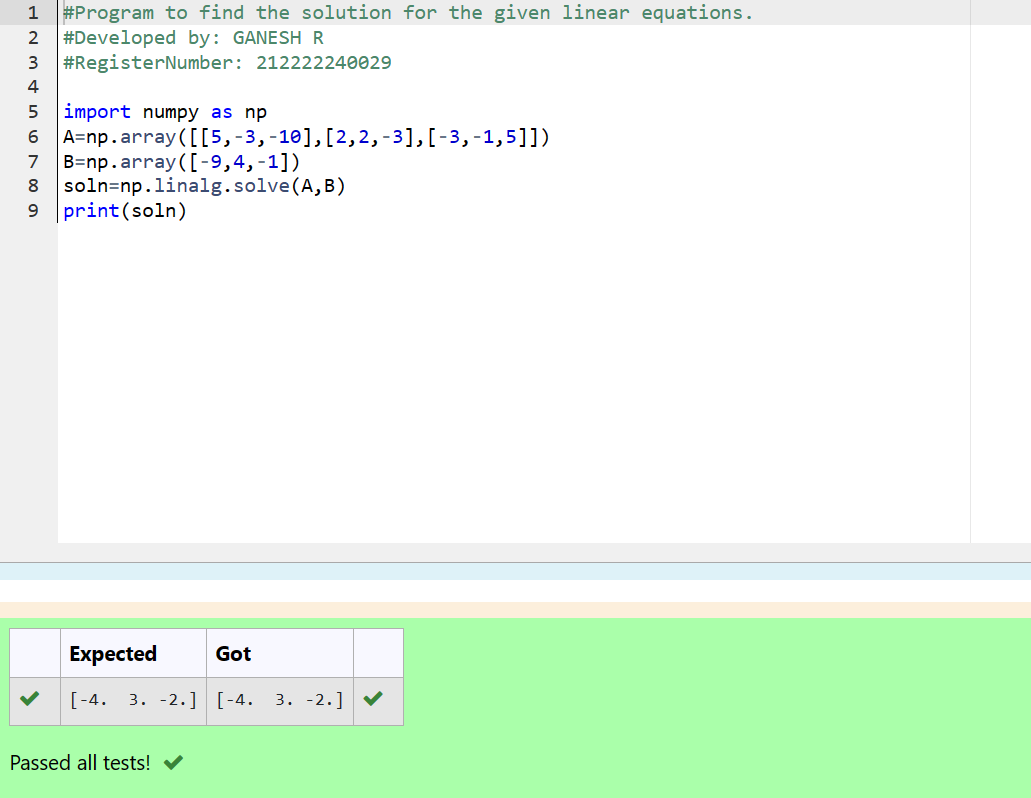 1 #Program to find the solution for the given linear equations.
2 #Developed by: GANESH R
3 #RegisterNumber: 212222240029
4
5 import numpy as np
6 A=np.array([[5,-3,-10],[2,2,-3],[-3,-1,5]])
7 B=np.array([-9,4,-1])
8 soln=np.linalg.solve(A,B)
9 print(soln)
Expected Got
[-4.  3. -2.] [-4.  3. -2.]
Passed all tests!